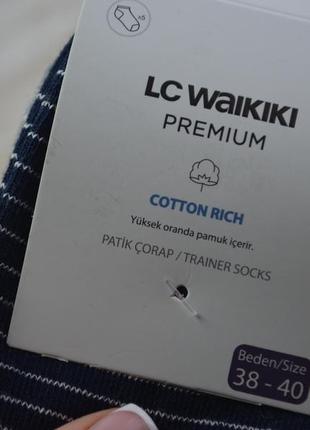 x5
LC WAIKIKI
PREMIUM
COTTON RICH
Yüksek oranda pamuk içerir.
PATİK ÇORAP / TRAINER SOCKS
Beden/Size
38 - 40